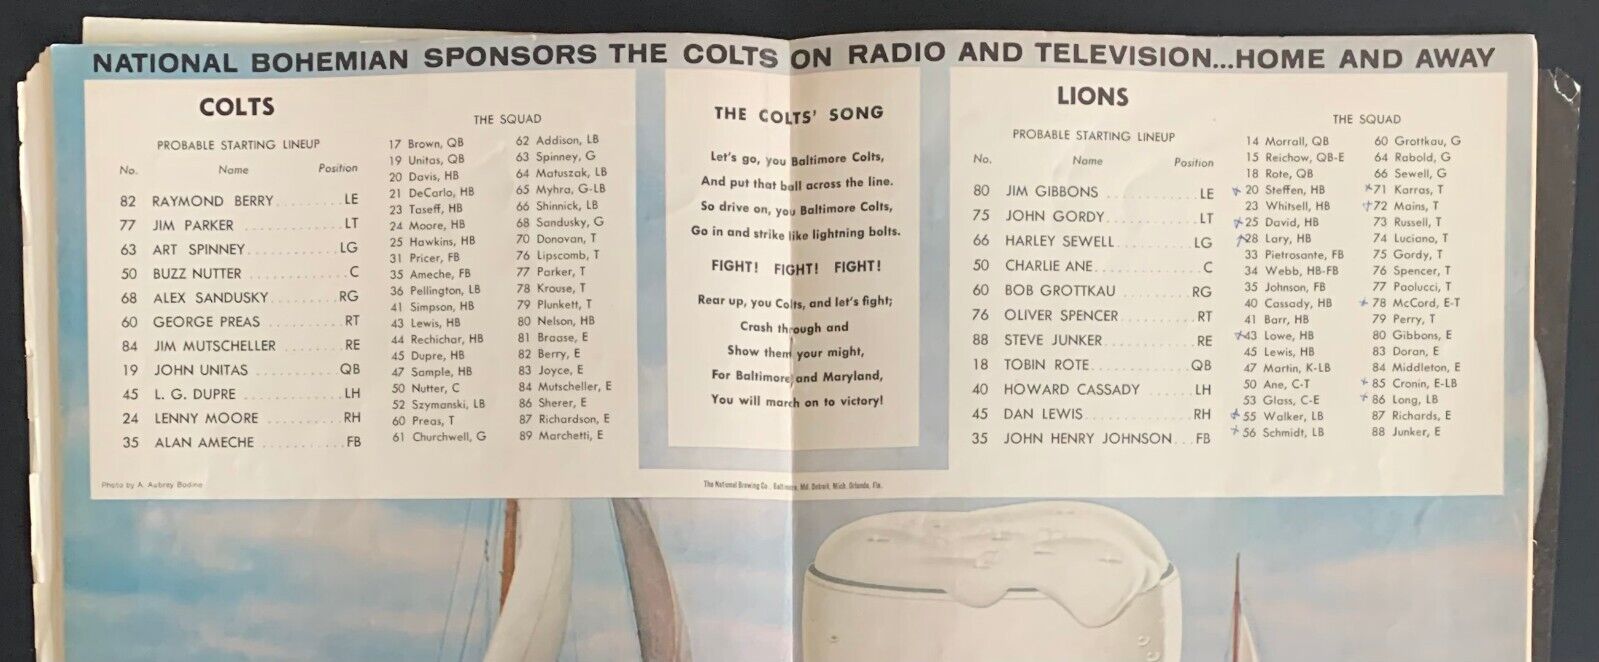 NATIONAL BOHEMIAN SPONSORS THE COLTS ON RADIO AND TELEVISION...HOME AND AWAY
COLTS
PROBABLE STARTING LINEUP
No. Name Position
82 RAYMOND BERRY........LE
77 JIM PARKER ............LT
63 ART SPINNEY............LG
50 BUZZ NUTTER ...........C
68 ALEX SANDUSKY.........RG
60 GEORGE PREAS ..........RT
84 JIM MUTSCHELLER .......RE
19 JOHN UNITAS ...........QB
45 L. G. DUPRE ............LH
24 LENNY MOORE ..........RH
35 ALAN AMECHE ..........FB
THE SQUAD
17 Brown, QB
19 Unitas, QB
20 Davis, HB
21 DeCarlo, HB
23 Taseff, HB
24 Moore, HB
25 Hawkins, HB
31 Pricer, FB
35 Ameche, FB
36 Pellington, LB
41 Simpson, HB
43 Lewis, HB
44 Rechichar, HB
45 Dupre, HB
47 Sample, HB
50 Nutter, C
52 Szymanski, LB
60 Preas, T
61 Churchwell, G
62 Addison, LB
63 Spinney, G
64 Matuszak, LB
65 Myhra, G-LB
66 Shinnick, LB
68 Sandusky, G
70 Donovan, T
76 Lipscomb, T
77 Parker, T
78 Krouse, T
79 Plunkett, T
80 Nelson, HB
81 Braase, E
82 Berry, E
83 Joyce, E
84 Mutscheller, E
86 Sherer, E
87 Richardson, E
89 Marchetti, E
THE COLTS' SONG
Let's go, you Baltimore Colts,
And put that ball across the line.
So drive on, you Baltimore Colts,
Go in and strike like lightning bolts.
FIGHT! FIGHT! FIGHT!
Rear up, you Colts, and let's fight;
Crash through and
Show them your might,
For Baltimore and Maryland,
You will march on to victory!
LIONS
PROBABLE STARTING LINEUP
No. Name Position
80 JIM GIBBONS ............LE
75 JOHN GORDY............LT
66 HARLEY SEWELL..........LG
50 CHARLIE ANE............C
60 BOB GROTTKAU .........RG
76 OLIVER SPENCER.........RT
88 STEVE JUNKER...........RE
18 TOBIN ROTE............QB
40 HOWARD CASSADY ......LH
45 DAN LEWIS..............RH
35 JOHN HENRY JOHNSON...FB
THE SQUAD
14 Morrall, QB
15 Reichow, QB-E
18 Rote, QB
20 Steffen, HB
23 Whitsell, HB
25 David, HB
28 Lary, HB
33 Pietrosante, FB
34 Webb, HB-FB
35 Johnson, FB
40 Cassady, HB
41 Barr, HB
43 Lowe, HB
45 Lewis, HB
47 Martin, K-LB
50 Ane, C-T
53 Glass, C-E
55 Walker, LB
56 Schmidt, LB
60 Grottkau, G
64 Rabold, G
66 Sewell, G
71 Karras, T
72 Mains, T
73 Russell, T
74 Luciano, T
75 Gordy, T
76 Spencer, T
77 Paolucci, T
78 McCord, E-T
79 Perry, T
80 Gibbons, E
83 Doran, E
84 Middleton, E
85 Cronin, E-LB
86 Long, LB
87 Richards, E
88 Junker, E
Photo by A. Aubrey Bodine
The National Brewing Co., Baltimore, Md. Detroit, Mich. Orlando, Fla.